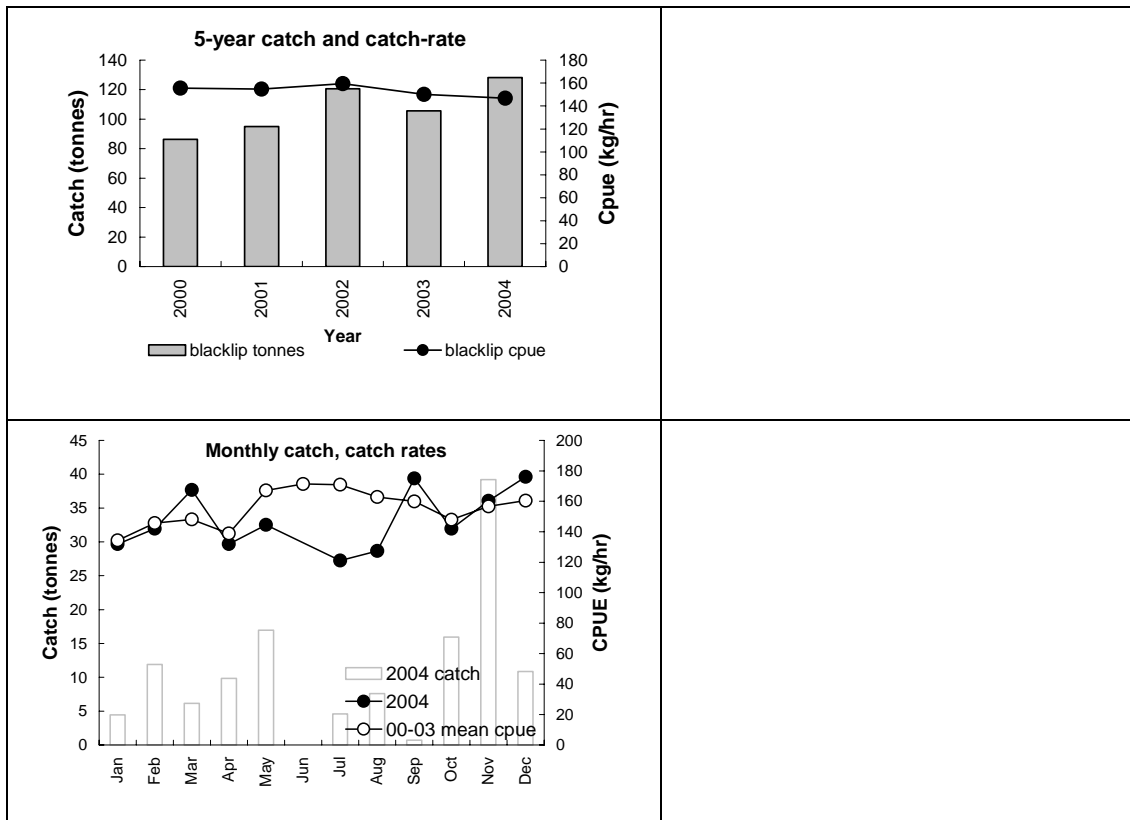 5-year catch and catch-rate
140
120
100
80
60
40
20
0
Catch (tonnes)
180
160
140
120
100
80
60
40
20
0
Cpue (kg/hr)
2000
2001
2002
2003
2004
Year
blacklip tonnes
blacklip cpue
Monthly catch, catch rates
45
40
35
30
25
20
15
10
5
0
Catch (tonnes)
200
180
160
140
120
100
80
60
40
20
0
CPUE (kg/hr)
2004 catch
2004
00-03 mean cpue
Jan
Feb
Mar
Apr
May
Jun
Jul
Aug
Sep
Oct
Nov
Dec